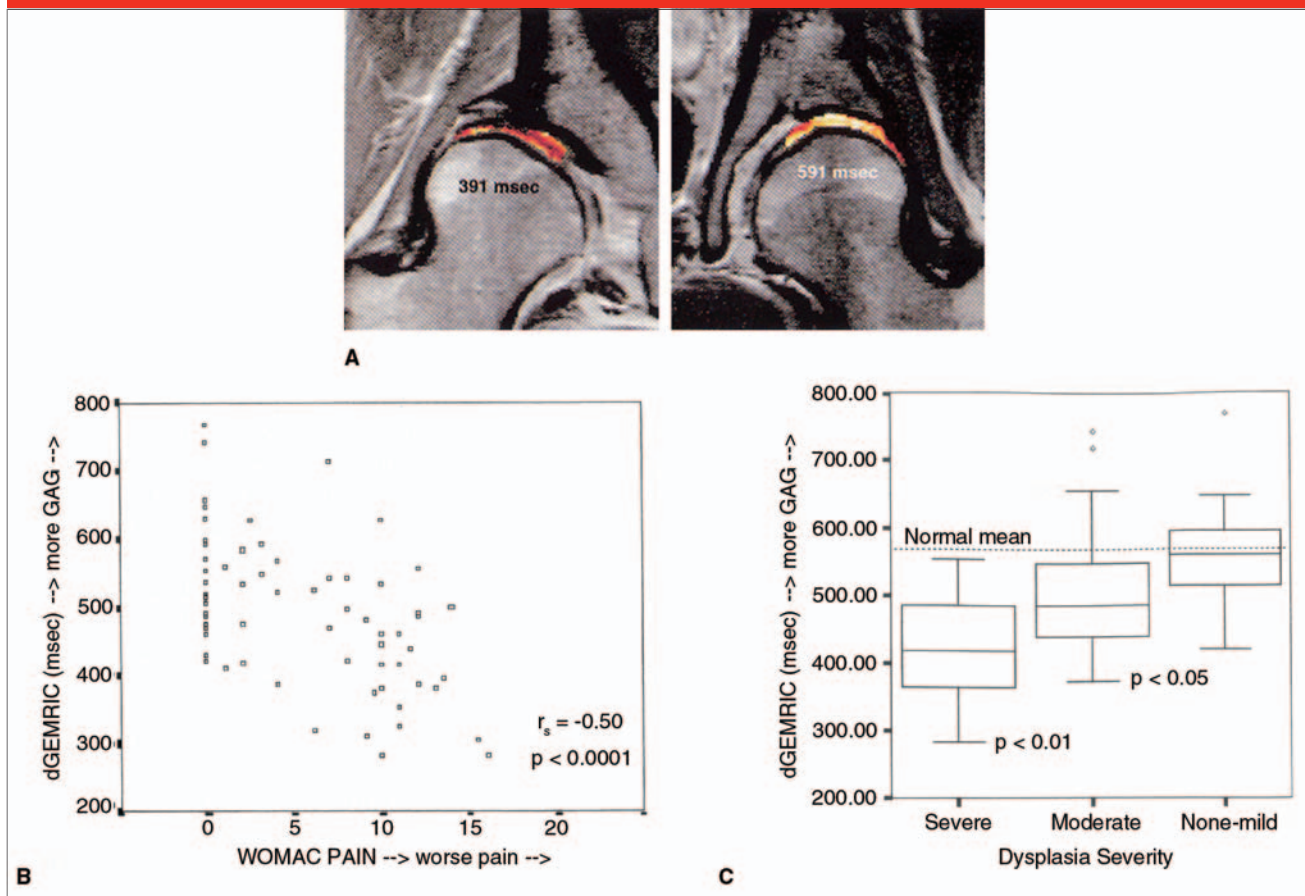 391 msec
591 msec
A
dGEMRIC (msec) --> more GAG -->
800
700
600
500
400
300
200
r_s = -0.50
p < 0.0001
0
5
10
15
20
WOMAC PAIN --> worse pain -->
B
dGEMRIC (msec) --> more GAG -->
800.00
700.00
600.00
500.00
400.00
300.00
200.00
Normal mean
p < 0.05
p < 0.01
Severe
Moderate
None-mild
Dysplasia Severity
C